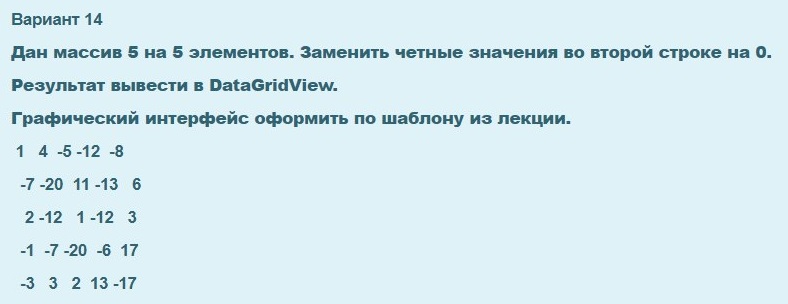 Вариант 14
Дан массив 5 на 5 элементов. Заменить четные значения во второй строке на 0.
Результат вывести в DataGridView.
Графический интерфейс оформить по шаблону из лекции.
1 4 -5 -12 -8
-7 -20 11 -13 6
2 -12 1 -12 3
-1 -7 -20 -6 17
-3 3 2 13 -17